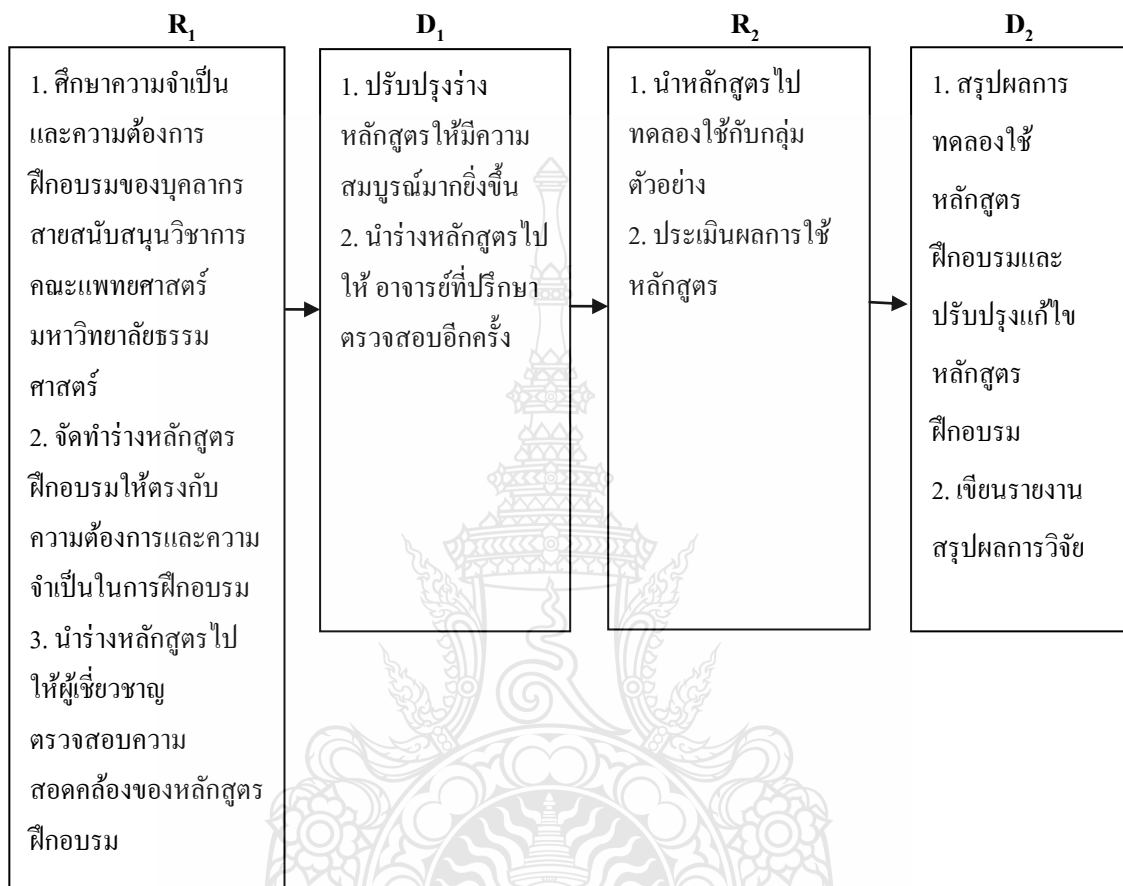 R₁
1. ศึกษาความจำเป็น
และความต้องการ
ฝึกอบรมของบุคลากร
สายสนับสนุนวิชาการ
คณะแพทยศาสตร์
มหาวิทยาลัยธรรม
ศาสตร์
2. จัดทำร่างหลักสูตร
ฝึกอบรมให้ตรงกับ
ความต้องการและความ
จำเป็นในการฝึกอบรม
3. นำร่างหลักสูตรไป
ให้ผู้เชี่ยวชาญ
ตรวจสอบความ
สอดคล้องของหลักสูตร
ฝึกอบรม
D₁
1. ปรับปรุงร่าง
หลักสูตรให้มีความ
สมบูรณ์มากยิ่งขึ้น
2. นำร่างหลักสูตรไป
ให้ อาจารย์ที่ปรึกษา
ตรวจสอบอีกครั้ง
R₂
1. นำหลักสูตรไป
ทดลองใช้กับกลุ่ม
ตัวอย่าง
2. ประเมินผลการใช้
หลักสูตร
D₂
1. สรุปผลการ
ทดลองใช้
หลักสูตร
ฝึกอบรมและ
ปรับปรุงแก้ไข
หลักสูตร
ฝึกอบรม
2. เขียนรายงาน
สรุปผลการวิจัย